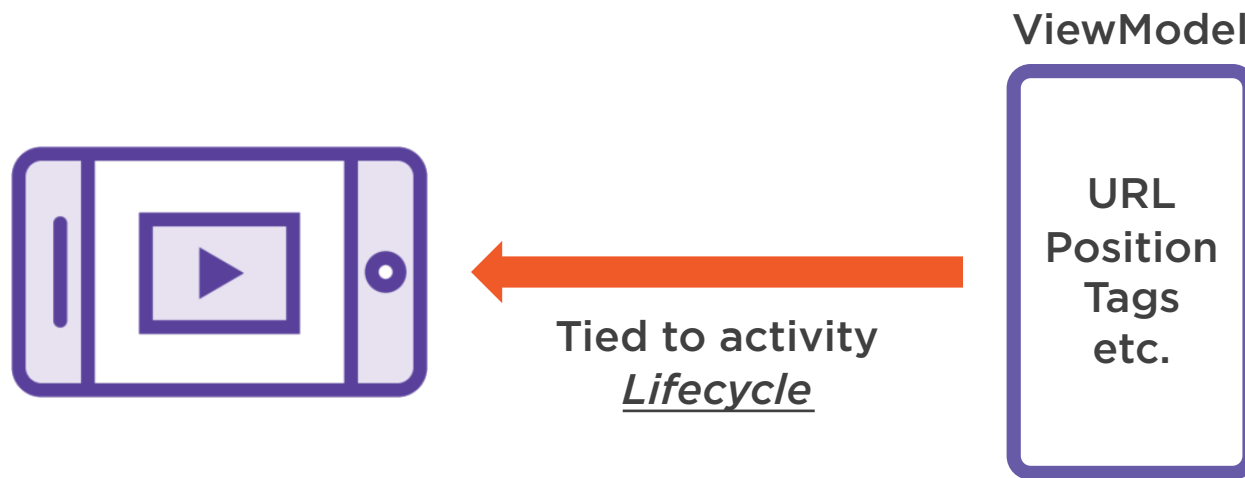 ViewModel
URL
Position
Tags
etc.
Tied to activity
Lifecycle